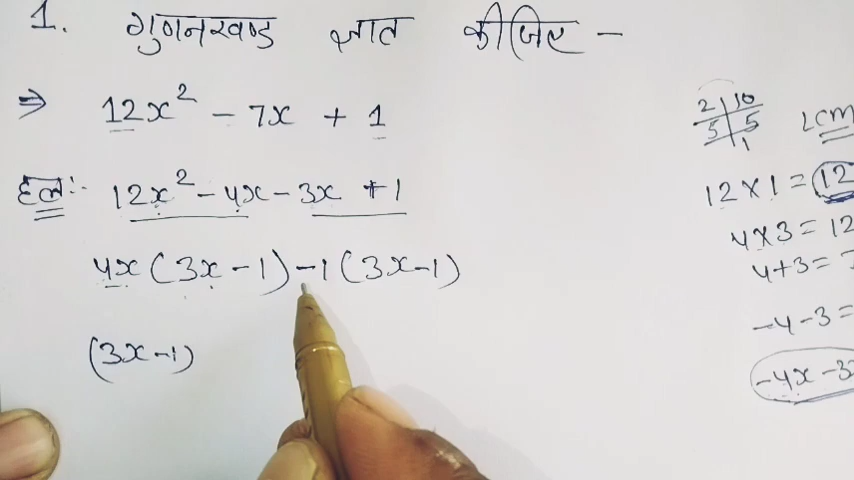 1. गुणनखण्ड ज्ञात कीजिए –
⇒ 12x² - 7x + 1
हल:- 12x² - 4x - 3x + 1
4x (3x - 1) - 1 (3x - 1)
(3x - 1)
2 | 10
5 | 5
1
LCM
12 × 1 = 12
4 × 3 = 12
4 + 3 =
-4 - 3 =
-4x - 3x